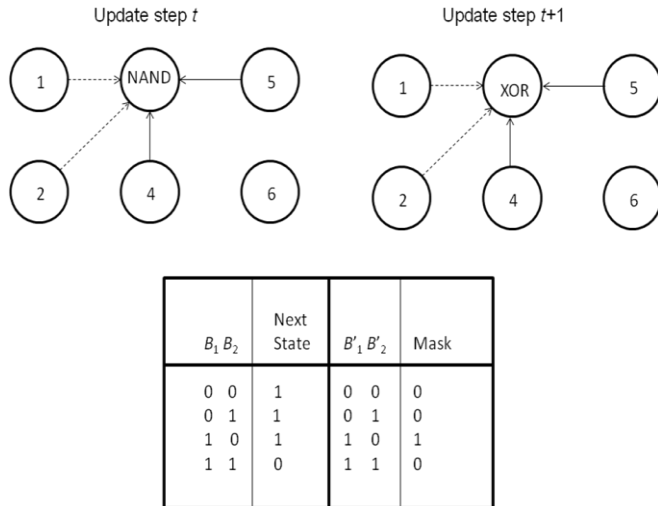 Update step t
Update step t+1
1 NAND 5
1 XOR 5
2 4 6
2 4 6
B1 B2 Next State B'1 B'2 Mask
0 0 1 0 0 0
0 1 1 0 1 0
1 0 1 1 0 1
1 1 0 1 1 0